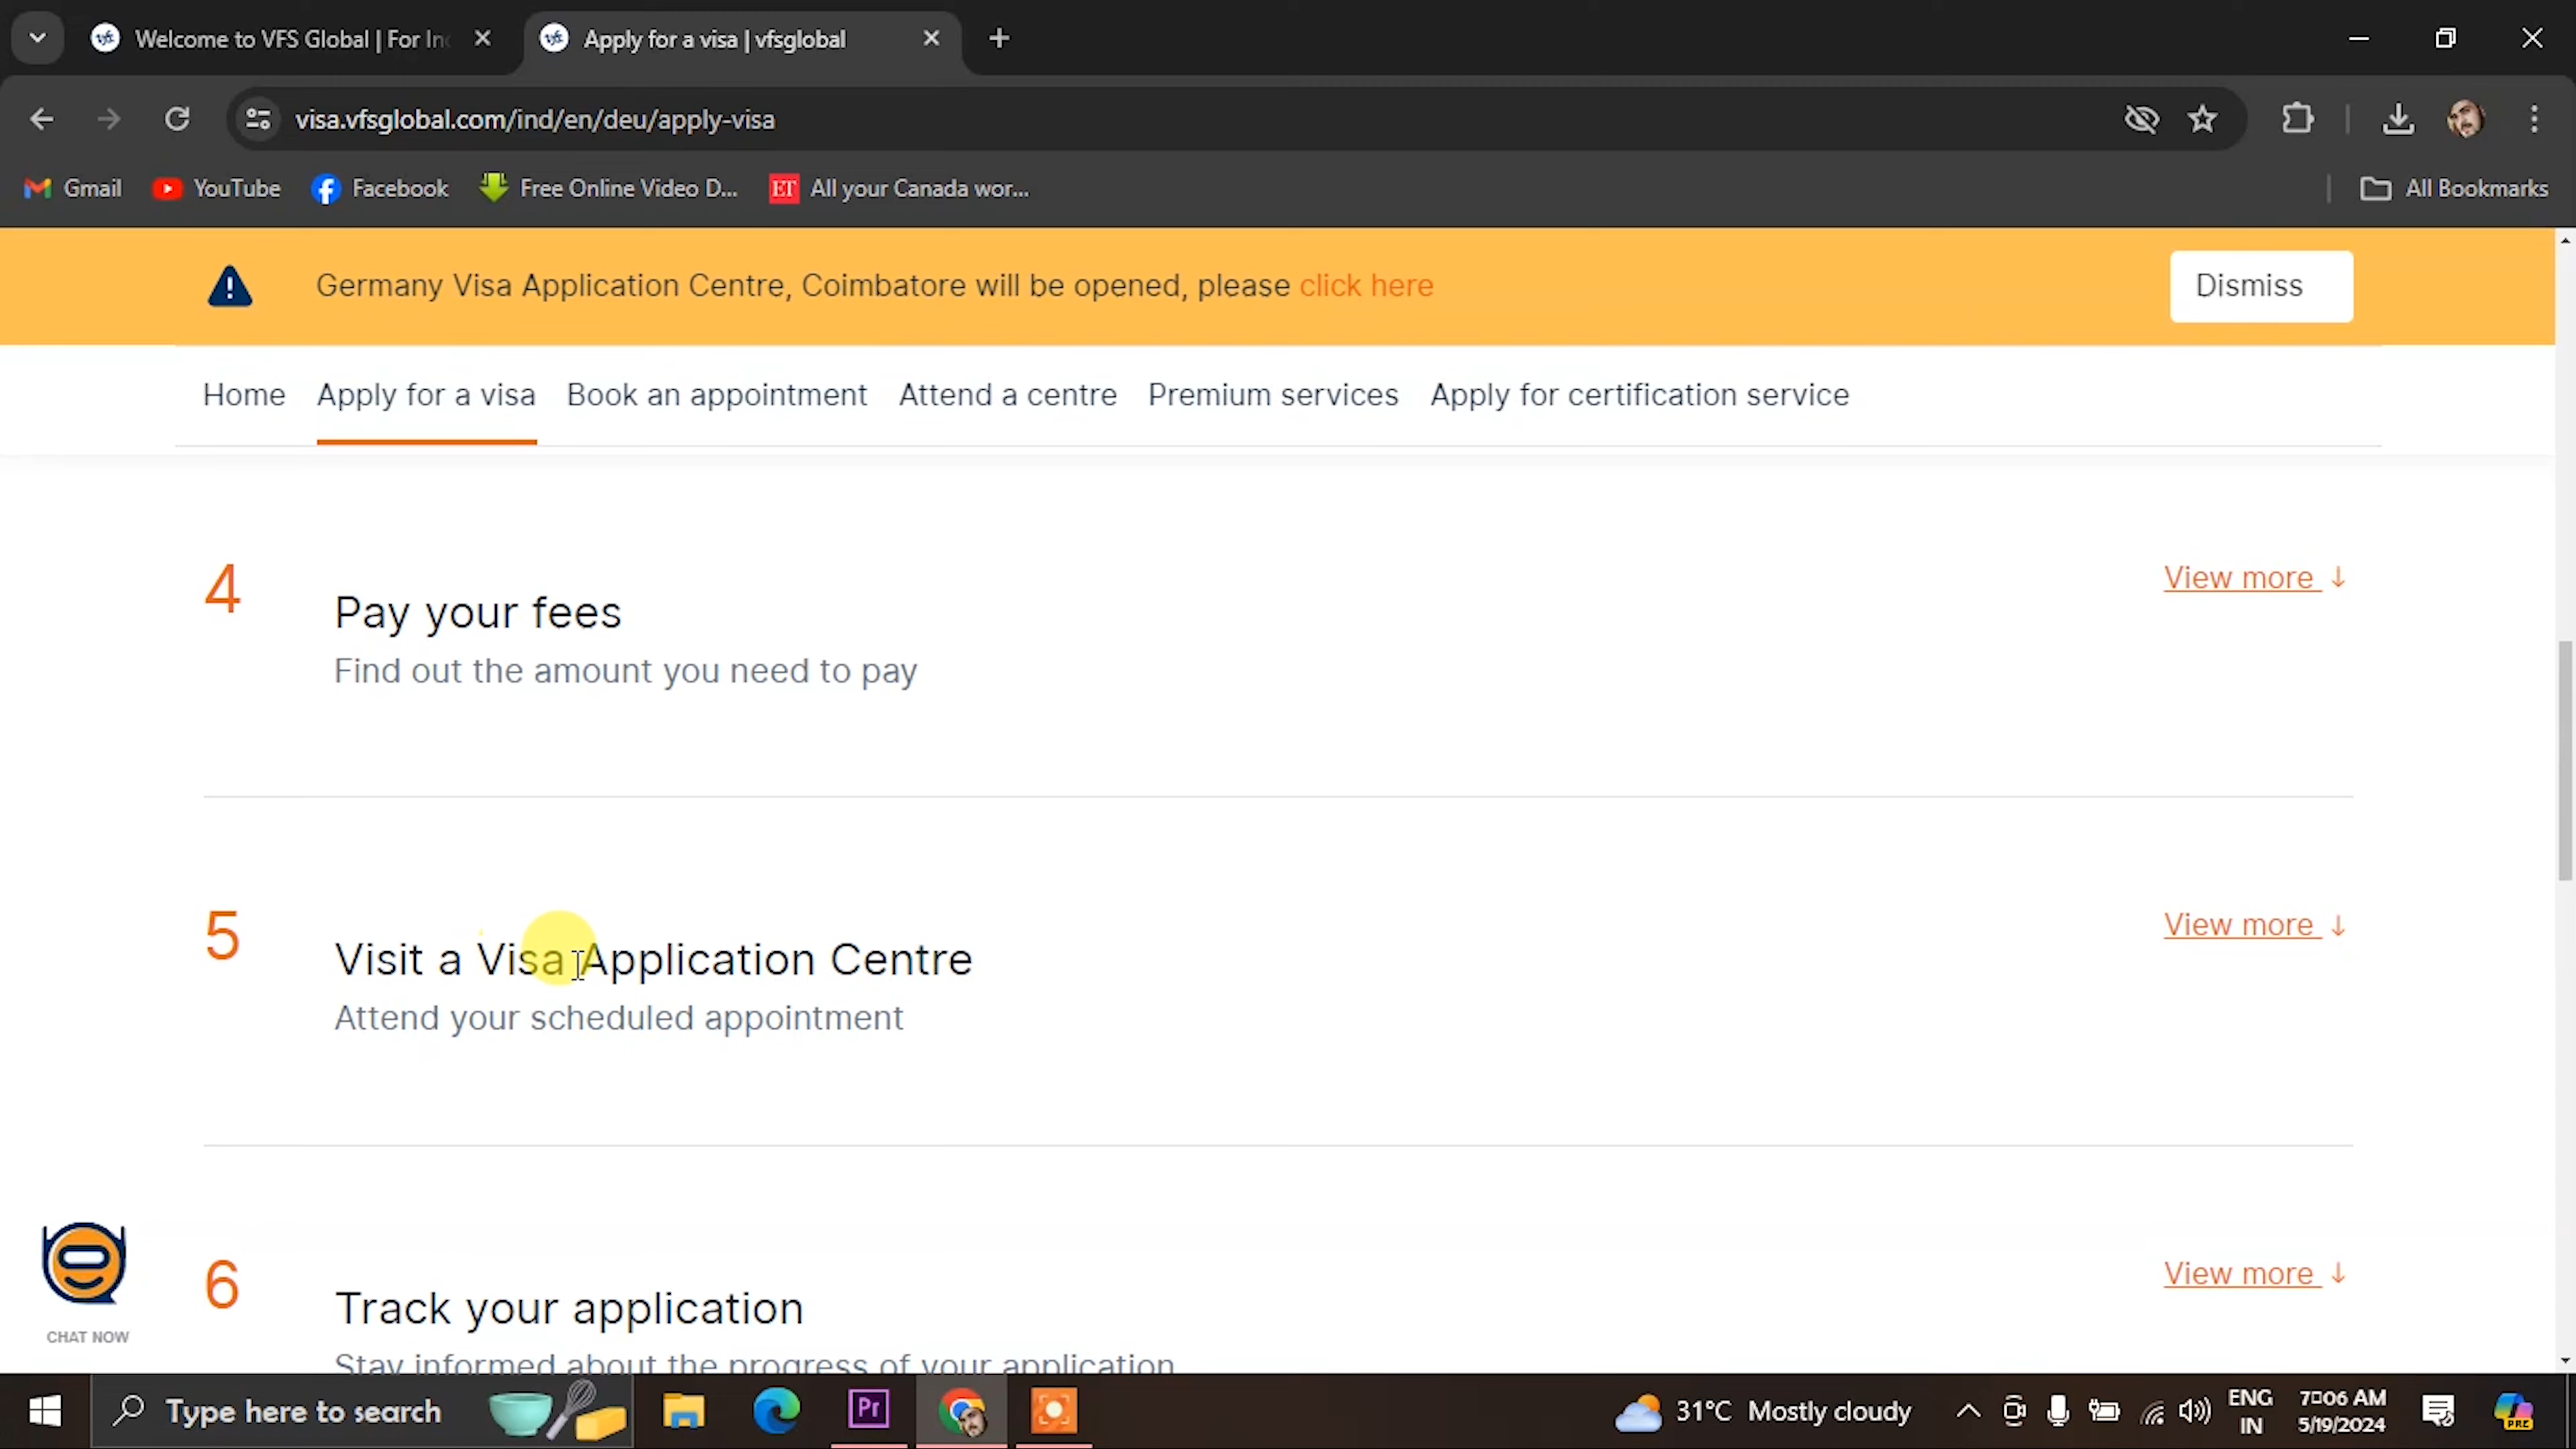 Welcome to VFS Global | For Inc
Apply for a visa | vfsglobal
visa.vfsglobal.com/ind/en/deu/apply-visa
Gmail YouTube Facebook Free Online Video D... ET All your Canada wor... All Bookmarks
Germany Visa Application Centre, Coimbatore will be opened, please click here
Dismiss
Home Apply for a visa Book an appointment Attend a centre Premium services Apply for certification service
4
View more ↓
Pay your fees
Find out the amount you need to pay
5
View more ↓
Visit a Visa Application Centre
Attend your scheduled appointment
6
View more ↓
Track your application
Stay informed about the progress of your application
CHAT NOW
Type here to search
Pr
31°C Mostly cloudy
ENG
IN
7:06 AM
5/19/2024
PRE